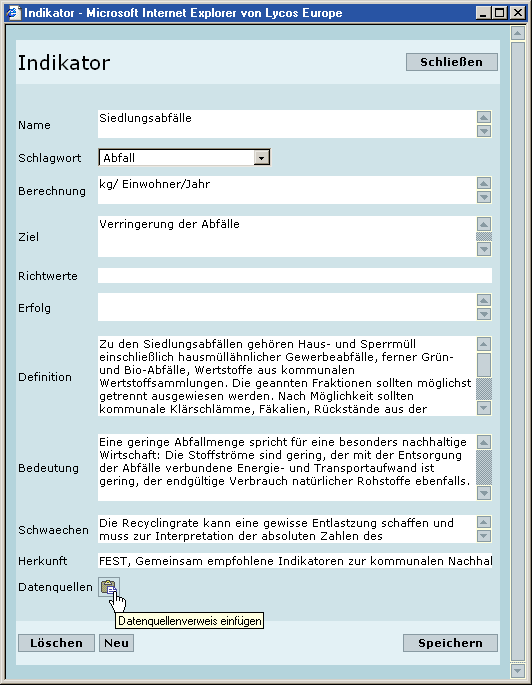 Indikator - Microsoft Internet Explorer von Lycos Europe
Indikator
Schließen
Name
Siedlungsabfälle
Schlagwort
Abfall
Berechnung
kg/ Einwohner/Jahr
Ziel
Verringerung der Abfälle
Richtwerte
Erfolg
Definition
Zu den Siedlungsabfällen gehören Haus- und Sperrmüll
einschließlich hausmüllähnlicher Gewerbeabfälle, ferner Grün-
und Bio-Abfälle, Wertstoffe aus kommunalen
Wertstoffsammlungen. Die geannten Fraktionen sollten möglichst
getrennt ausgewiesen werden. Nach Möglichkeit sollten
kommunale Klärschlämme, Fäkalien, Rückstände aus der
Bedeutung
Eine geringe Abfallmenge spricht für eine besonders nachhaltige
Wirtschaft: Die Stoffströme sind gering, der mit der Entsorgung
der Abfälle verbundene Energie- und Transportaufwand ist
gering, der endgültige Verbrauch natürlicher Rohstoffe ebenfalls.
Schwaechen
Die Recyclingrate kann eine gewisse Entlastzung schaffen und
muss zur Interpretation der absoluten Zahlen des
Herkunft
FEST, Gemeinsam empfohlene Indikatoren zur kommunalen Nachhal
Datenquellen
Datenquellenverweis einfügen
Löschen
Neu
Speichern